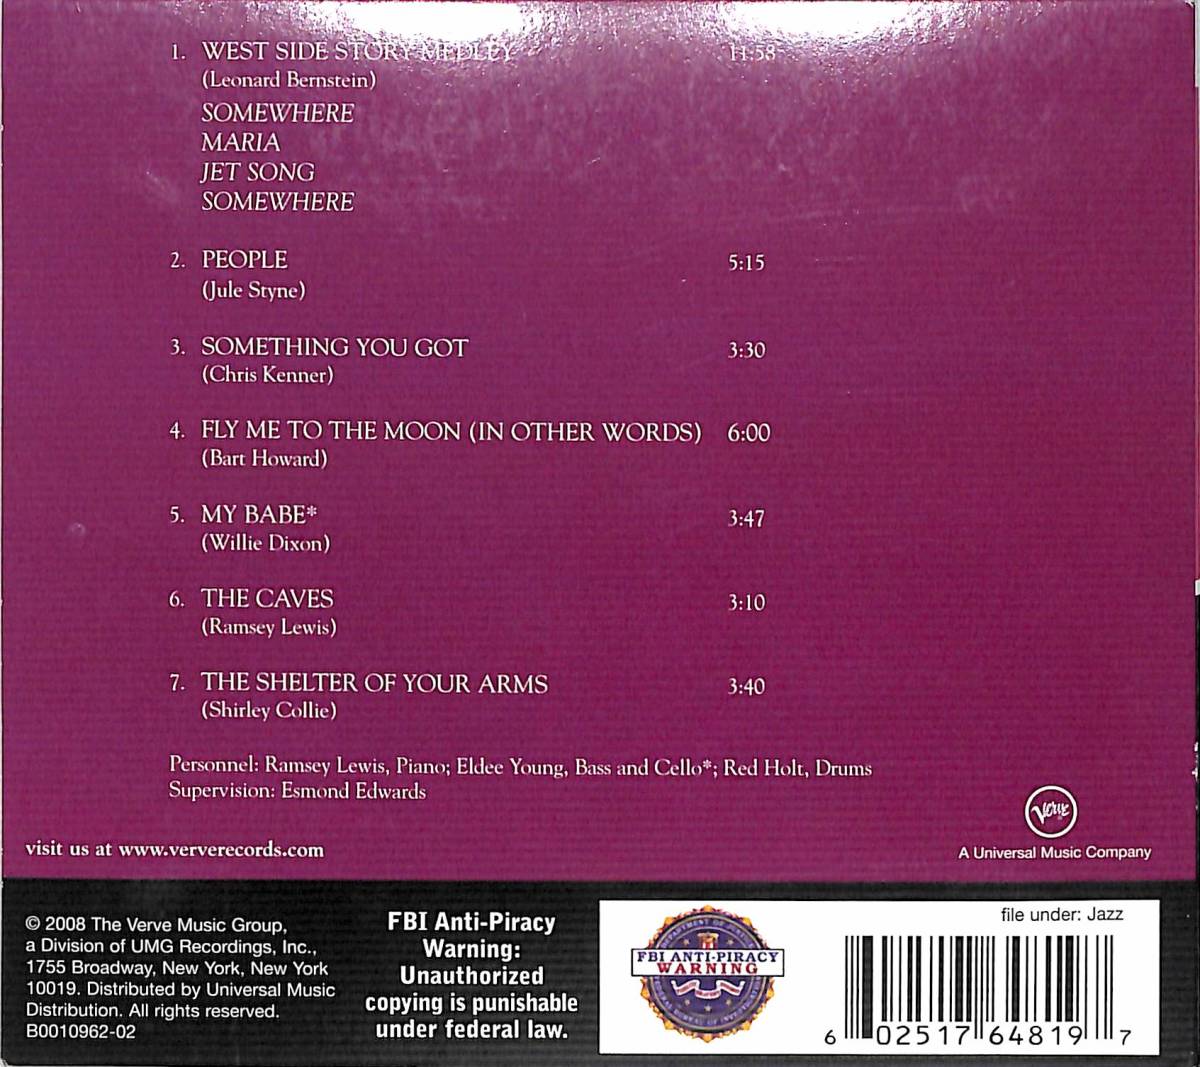 1. WEST SIDE STORY MEDLEY 11:58
(Leonard Bernstein)
SOMEWHERE
MARIA
JET SONG
SOMEWHERE
2. PEOPLE 5:15
(Jule Styne)
3. SOMETHING YOU GOT 3:30
(Chris Kenner)
4. FLY ME TO THE MOON (IN OTHER WORDS) 6:00
(Bart Howard)
5. MY BABE* 3:47
(Willie Dixon)
6. THE CAVES 3:10
(Ramsey Lewis)
7. THE SHELTER OF YOUR ARMS 3:40
(Shirley Collie)
Personnel: Ramsey Lewis, Piano; Eldee Young, Bass and Cello*; Red Holt, Drums
Supervision: Esmond Edwards
Verve
visit us at www.ververecords.com
A Universal Music Company
© 2008 The Verve Music Group,
a Division of UMG Recordings, Inc.,
1755 Broadway, New York, New York
10019. Distributed by Universal Music
Distribution. All rights reserved.
B0010962-02
FBI Anti-Piracy
Warning:
Unauthorized
copying is punishable
under federal law.
FBI ANTI-PIRACY
WARNING
file under: Jazz
6 02517 64819 7